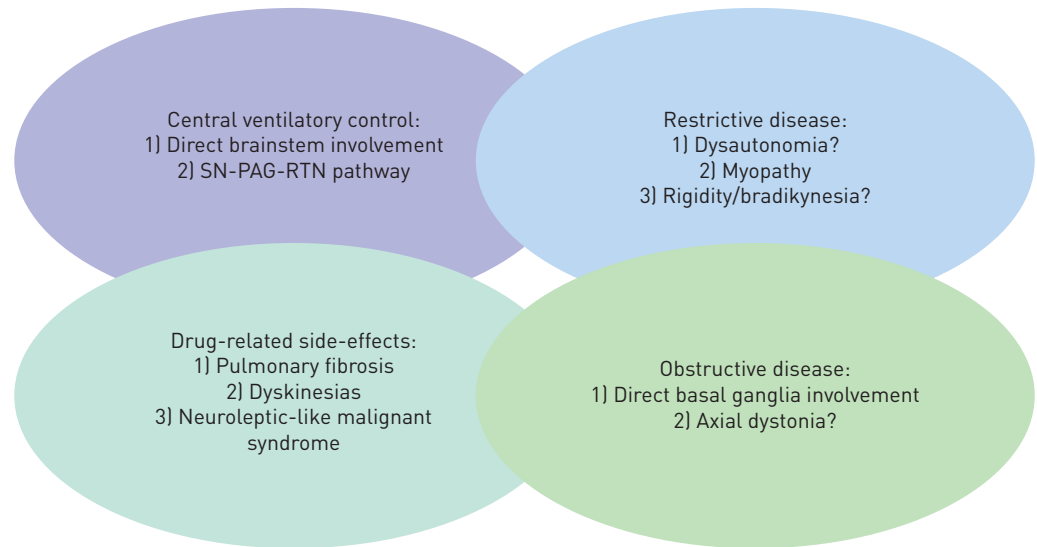 Central ventilatory control:
1) Direct brainstem involvement
2) SN-PAG-RTN pathway
Restrictive disease:
1) Dysautonomia?
2) Myopathy
3) Rigidity/bradikynesia?
Drug-related side-effects:
1) Pulmonary fibrosis
2) Dyskinesias
3) Neuroleptic-like malignant
syndrome
Obstructive disease:
1) Direct basal ganglia involvement
2) Axial dystonia?